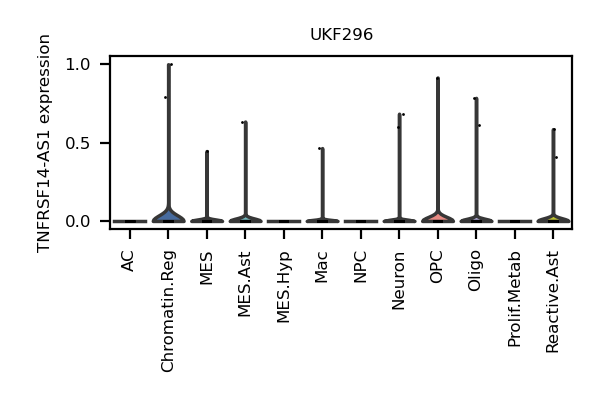 UKF296
TNFRSF14-AS1 expression
1.0
0.5
0.0
AC
Chromatin.Reg
MES
MES.Ast
MES.Hyp
Mac
NPC
Neuron
OPC
Oligo
Prolif.Metab
Reactive.Ast